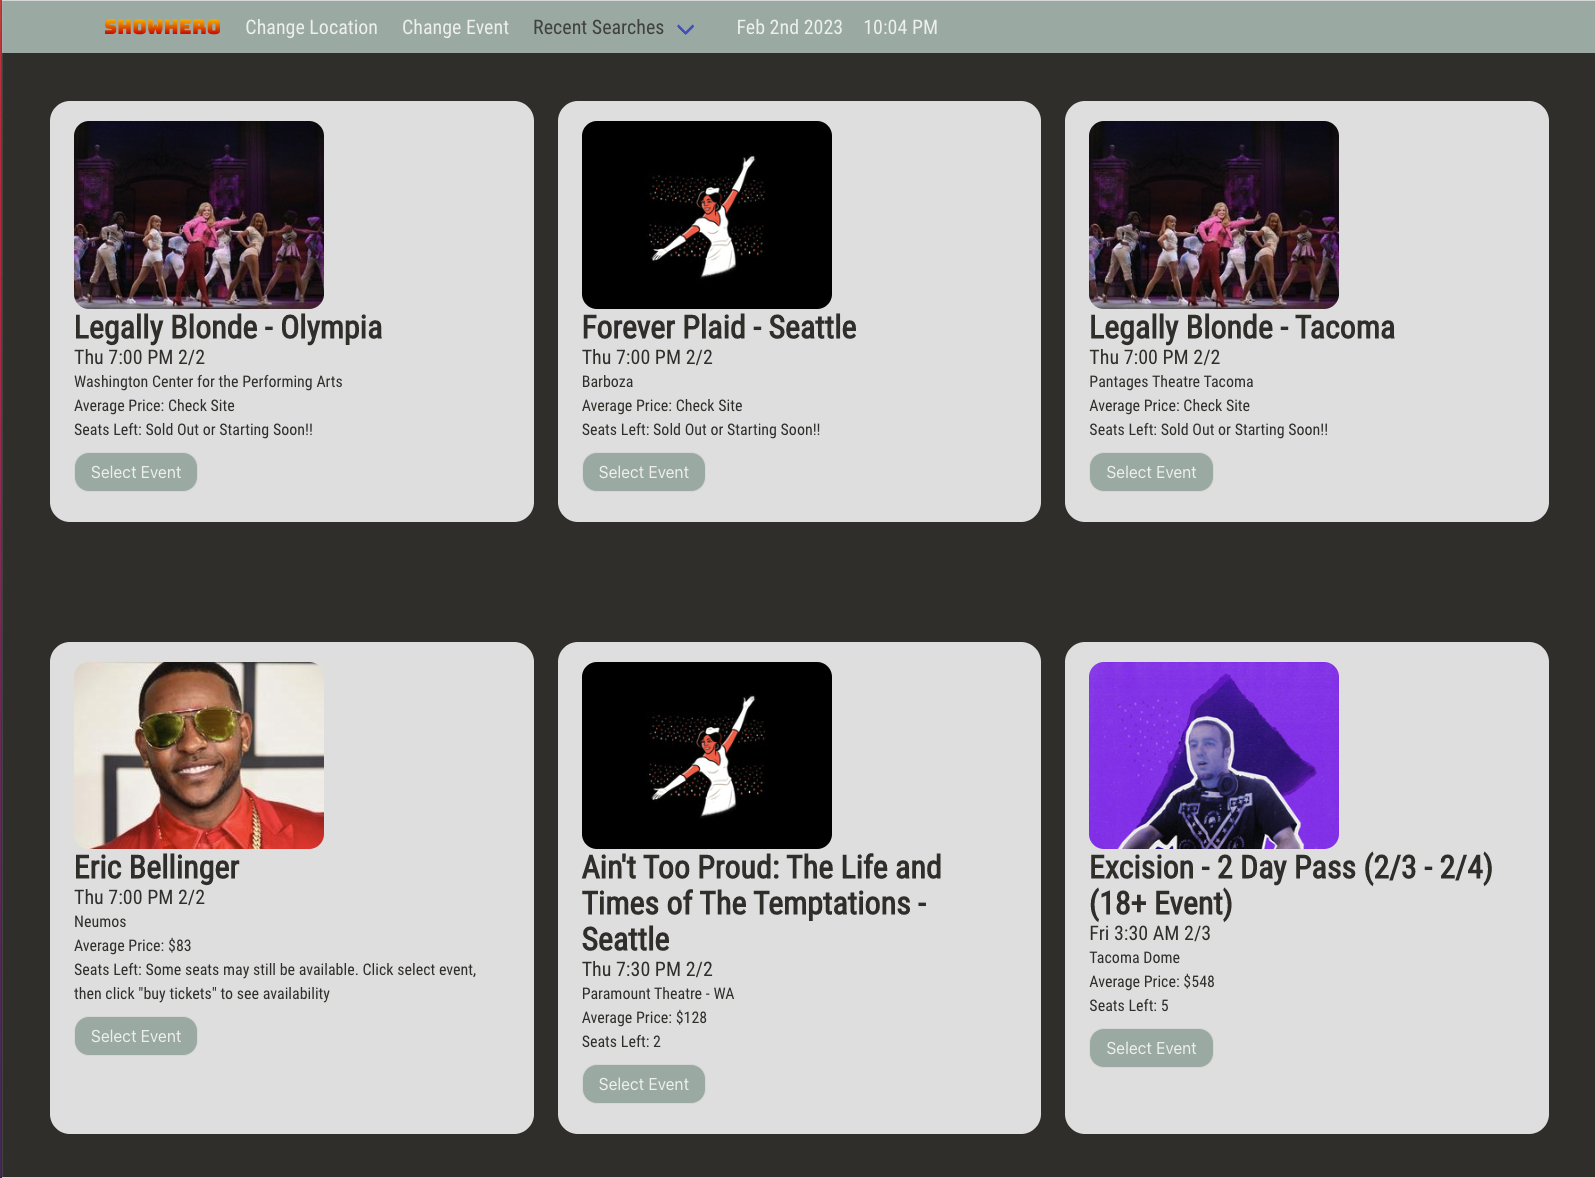 SHOWHERO Change Location Change Event Recent Searches Feb 2nd 2023 10:04 PM
Legally Blonde - Olympia
Thu 7:00 PM 2/2
Washington Center for the Performing Arts
Average Price: Check Site
Seats Left: Sold Out or Starting Soon!!
Select Event
Forever Plaid - Seattle
Thu 7:00 PM 2/2
Barboza
Average Price: Check Site
Seats Left: Sold Out or Starting Soon!!
Select Event
Legally Blonde - Tacoma
Thu 7:00 PM 2/2
Pantages Theatre Tacoma
Average Price: Check Site
Seats Left: Sold Out or Starting Soon!!
Select Event
Eric Bellinger
Thu 7:00 PM 2/2
Neumos
Average Price: $83
Seats Left: Some seats may still be available. Click select event,
then click "buy tickets" to see availability
Select Event
Ain't Too Proud: The Life and
Times of The Temptations -
Seattle
Thu 7:30 PM 2/2
Paramount Theatre - WA
Average Price: $128
Seats Left: 2
Select Event
Excision - 2 Day Pass (2/3 - 2/4)
(18+ Event)
Fri 3:30 AM 2/3
Tacoma Dome
Average Price: $548
Seats Left: 5
Select Event